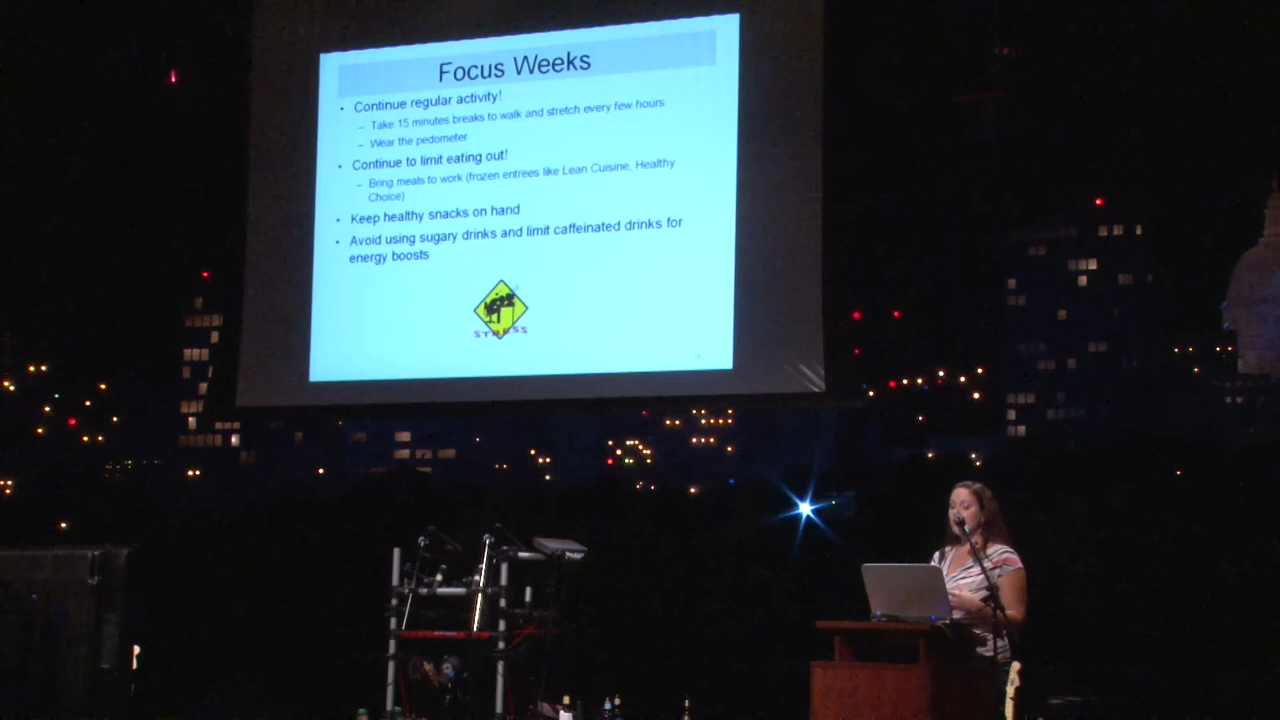 Focus Weeks
• Continue regular activity!
– Take 15 minutes breaks to walk and stretch every few hours
– Wear the pedometer
• Continue to limit eating out!
– Bring meals to work (frozen entrees like Lean Cuisine, Healthy
Choice)
• Keep healthy snacks on hand
• Avoid using sugary drinks and limit caffeinated drinks for
energy boosts
STRESS